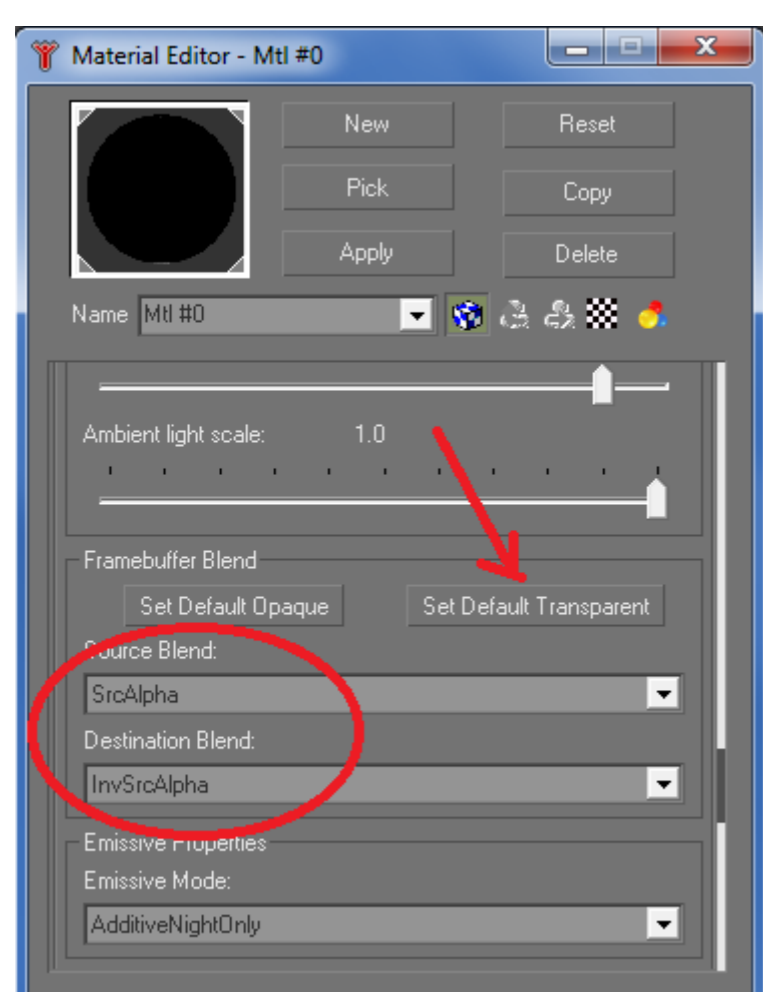 Material Editor - Mtl #0
New Reset
Pick Copy
Apply Delete
Name Mtl #0
Ambient light scale: 1.0
Framebuffer Blend
Set Default Opaque Set Default Transparent
Source Blend:
SrcAlpha
Destination Blend:
InvSrcAlpha
Emissive Properties
Emissive Mode:
AdditiveNightOnly